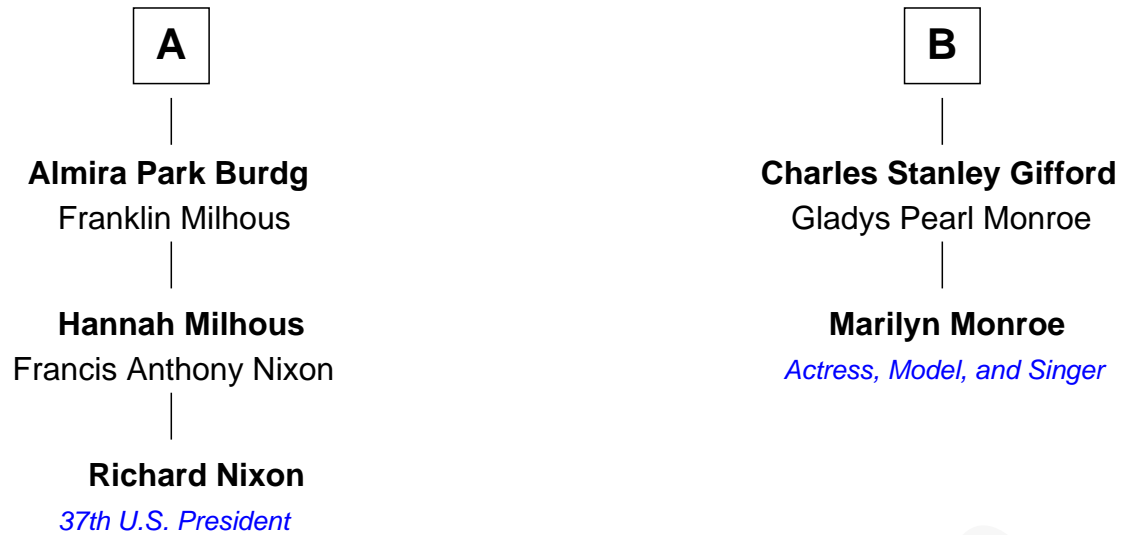 A
Almira Park Burdg
Franklin Milhous
Hannah Milhous
Francis Anthony Nixon
Richard Nixon
37th U.S. President
B
Charles Stanley Gifford
Gladys Pearl Monroe
Marilyn Monroe
Actress, Model, and Singer